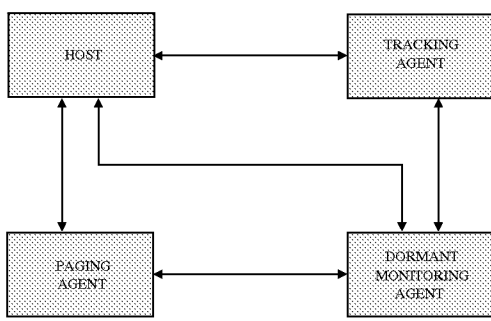 HOST
TRACKING
AGENT
PAGING
AGENT
DORMANT
MONITORING
AGENT